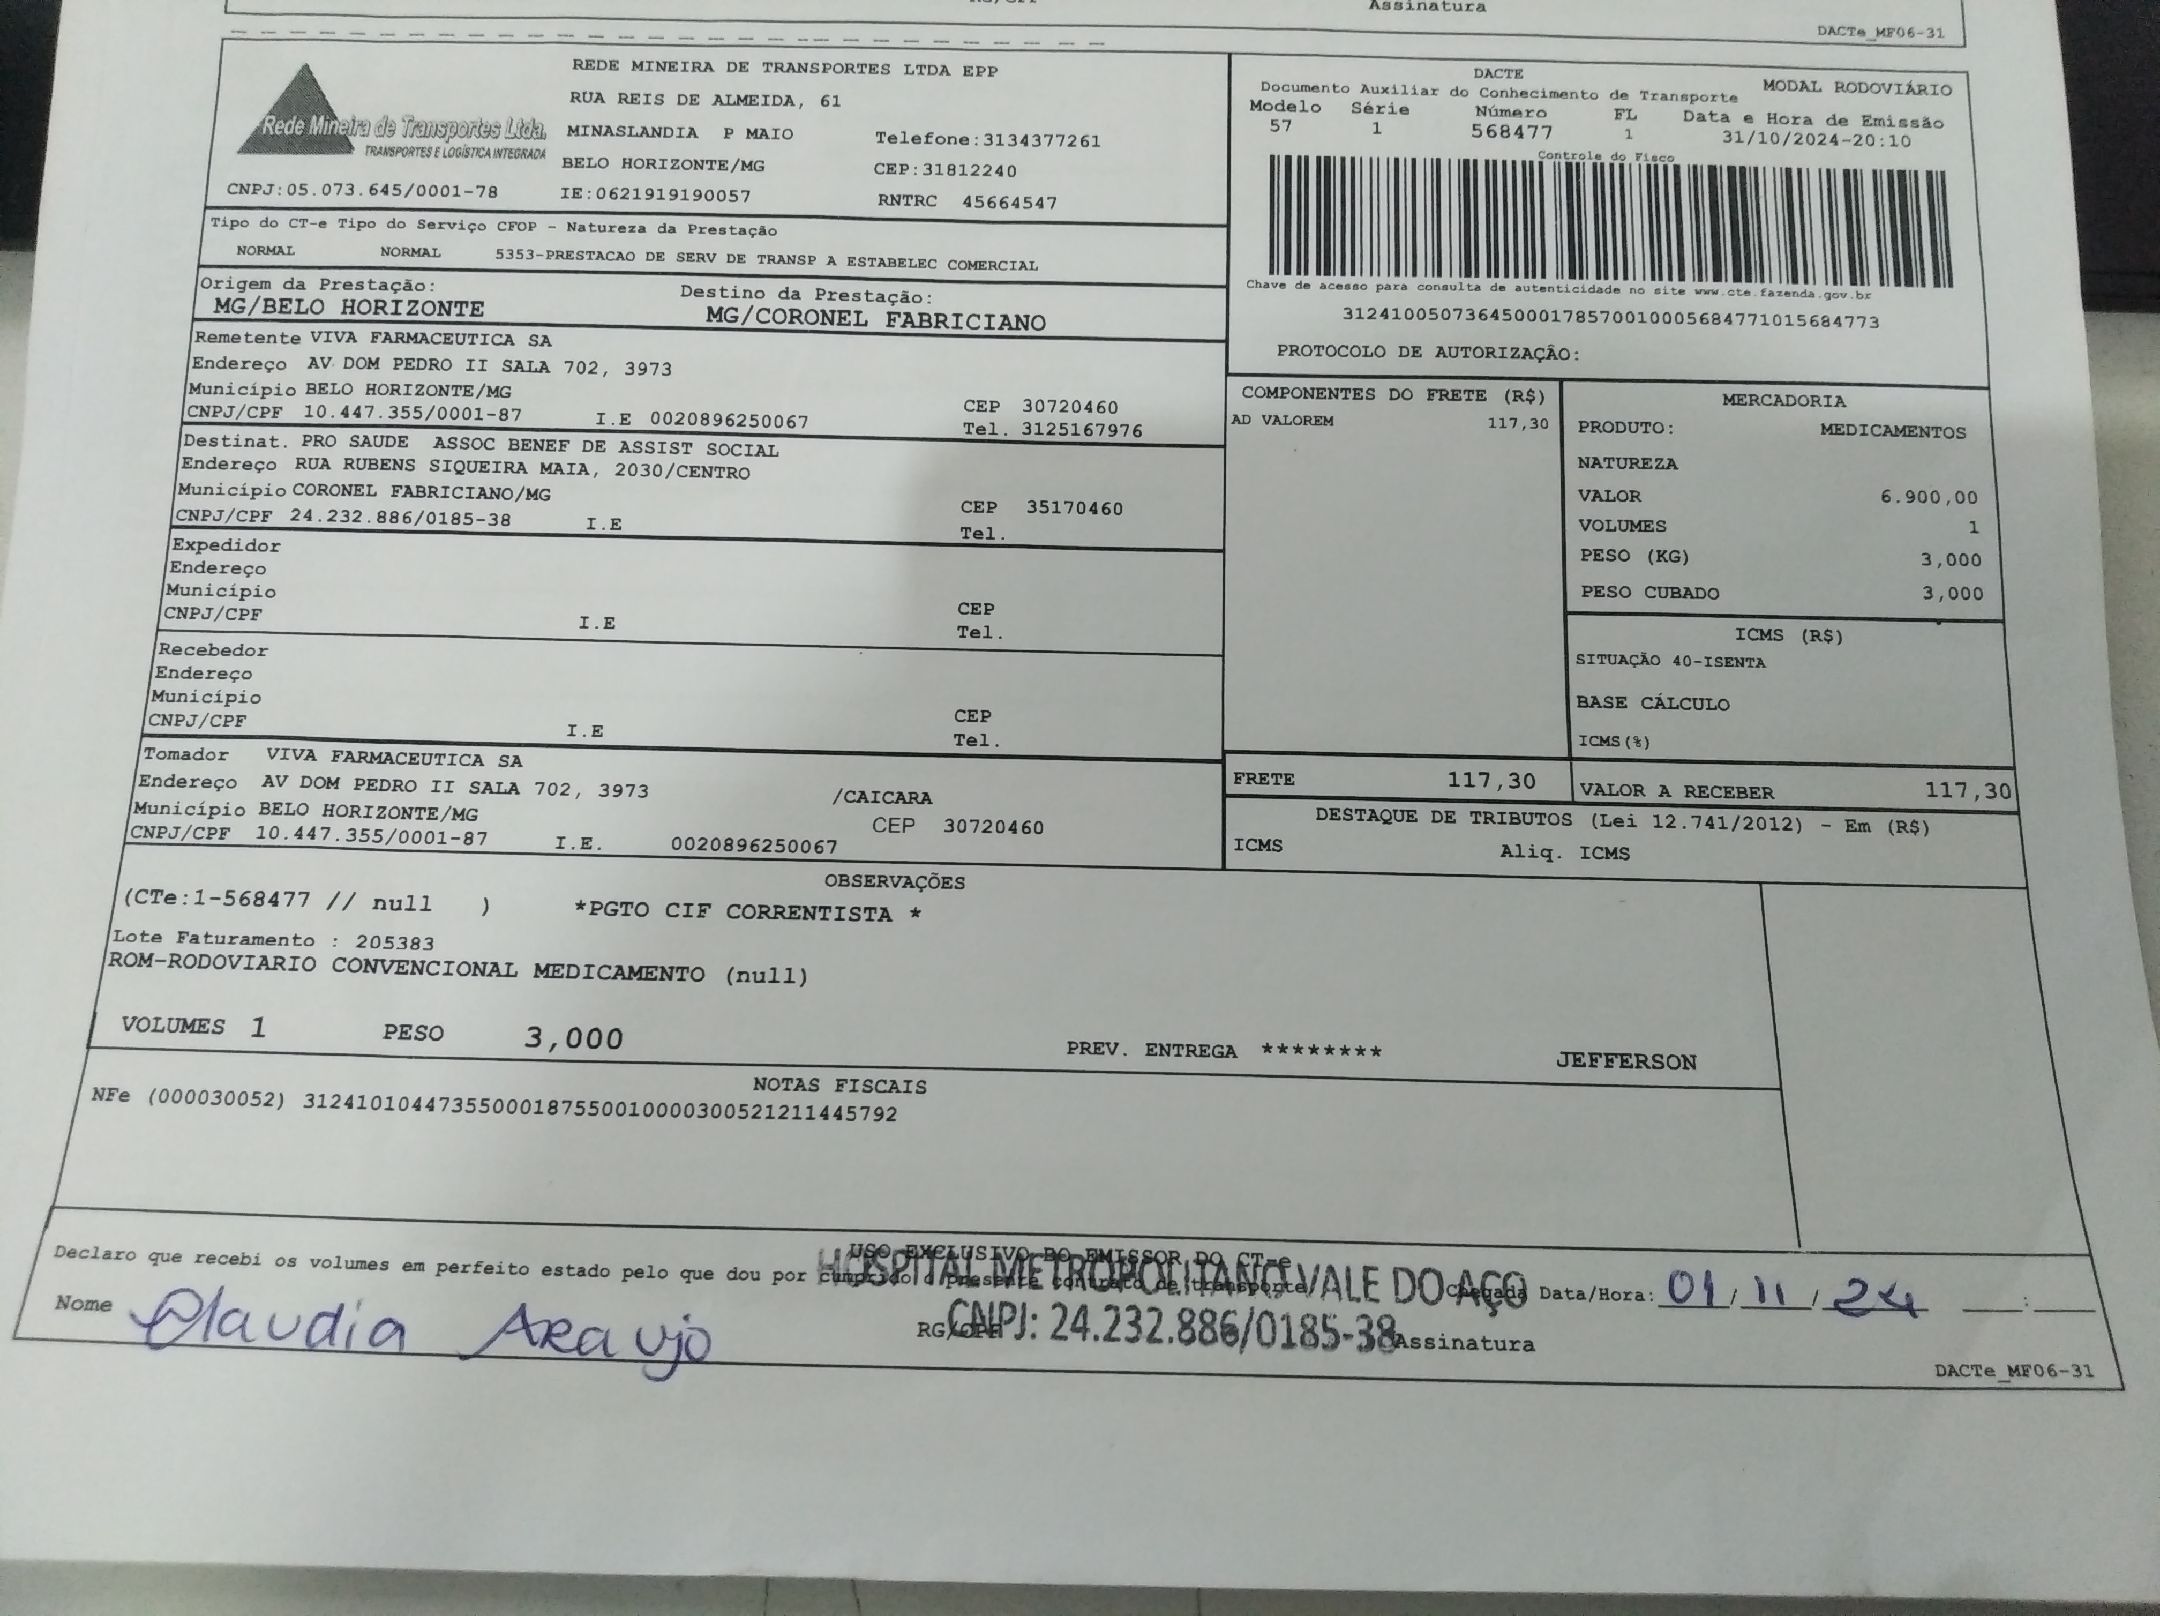 Assinatura
DACTe_MF06-31
Rede Mineira de Transportes Ltda.
TRANSPORTES E LOGÍSTICA INTEGRADA
REDE MINEIRA DE TRANSPORTES LTDA EPP
RUA REIS DE ALMEIDA, 61
MINASLANDIA P MAIO Telefone:3134377261
BELO HORIZONTE/MG CEP:31812240
CNPJ:05.073.645/0001-78 IE:0621919190057 RNTRC 45664547
DACTE MODAL RODOVIÁRIO
Documento Auxiliar do Conhecimento de Transporte
Modelo Série Número FL Data e Hora de Emissão
57 1 568477 1 31/10/2024-20:10
Controle do Fisco
Chave de acesso para consulta de autenticidade no site www.cte.fazenda.gov.br
31241005073645000178570010005684771015684773
PROTOCOLO DE AUTORIZAÇÃO:
Tipo do CT-e Tipo do Serviço CFOP - Natureza da Prestação
NORMAL NORMAL 5353-PRESTACAO DE SERV DE TRANSP A ESTABELEC COMERCIAL
Origem da Prestação: Destino da Prestação:
MG/BELO HORIZONTE MG/CORONEL FABRICIANO
Remetente VIVA FARMACEUTICA SA
Endereço AV DOM PEDRO II SALA 702, 3973
Município BELO HORIZONTE/MG CEP 30720460
CNPJ/CPF 10.447.355/0001-87 I.E 0020896250067 Tel. 3125167976
Destinat. PRO SAUDE ASSOC BENEF DE ASSIST SOCIAL
Endereço RUA RUBENS SIQUEIRA MAIA, 2030/CENTRO
Município CORONEL FABRICIANO/MG CEP 35170460
CNPJ/CPF 24.232.886/0185-38 I.E Tel.
Expedidor
Endereço
Município CEP
CNPJ/CPF I.E Tel.
Recebedor
Endereço
Município CEP
CNPJ/CPF I.E Tel.
Tomador VIVA FARMACEUTICA SA
Endereço AV DOM PEDRO II SALA 702, 3973 /CAICARA
Município BELO HORIZONTE/MG CEP 30720460
CNPJ/CPF 10.447.355/0001-87 I.E. 0020896250067
COMPONENTES DO FRETE (R$)
AD VALOREM 117,30
MERCADORIA
PRODUTO: MEDICAMENTOS
NATUREZA
VALOR 6.900,00
VOLUMES 1
PESO (KG) 3,000
PESO CUBADO 3,000
ICMS (R$)
SITUAÇÃO 40-ISENTA
BASE CÁLCULO
ICMS(%)
FRETE 117,30 VALOR A RECEBER 117,30
DESTAQUE DE TRIBUTOS (Lei 12.741/2012) - Em (R$)
ICMS Aliq. ICMS
OBSERVAÇÕES
(CTe:1-568477 // null ) *PGTO CIF CORRENTISTA *
Lote Faturamento : 205383
ROM-RODOVIARIO CONVENCIONAL MEDICAMENTO (null)
VOLUMES 1 PESO 3,000 PREV. ENTREGA ******** JEFFERSON
NOTAS FISCAIS
NFe (000030052) 31241010447355000187550010000300521211445792
USO EXCLUSIVO DO EMISSOR DO CT-e
Declaro que recebi os volumes em perfeito estado pelo que dou por cumprido o presente contrato de transporte
HOSPITAL METROPOLITANO VALE DO AÇO
Chegada Data/Hora: 01/11/24 __:__
Nome Claudia Araujo RG/CPF Assinatura
CNPJ: 24.232.886/0185-38
DACTe_MF06-31